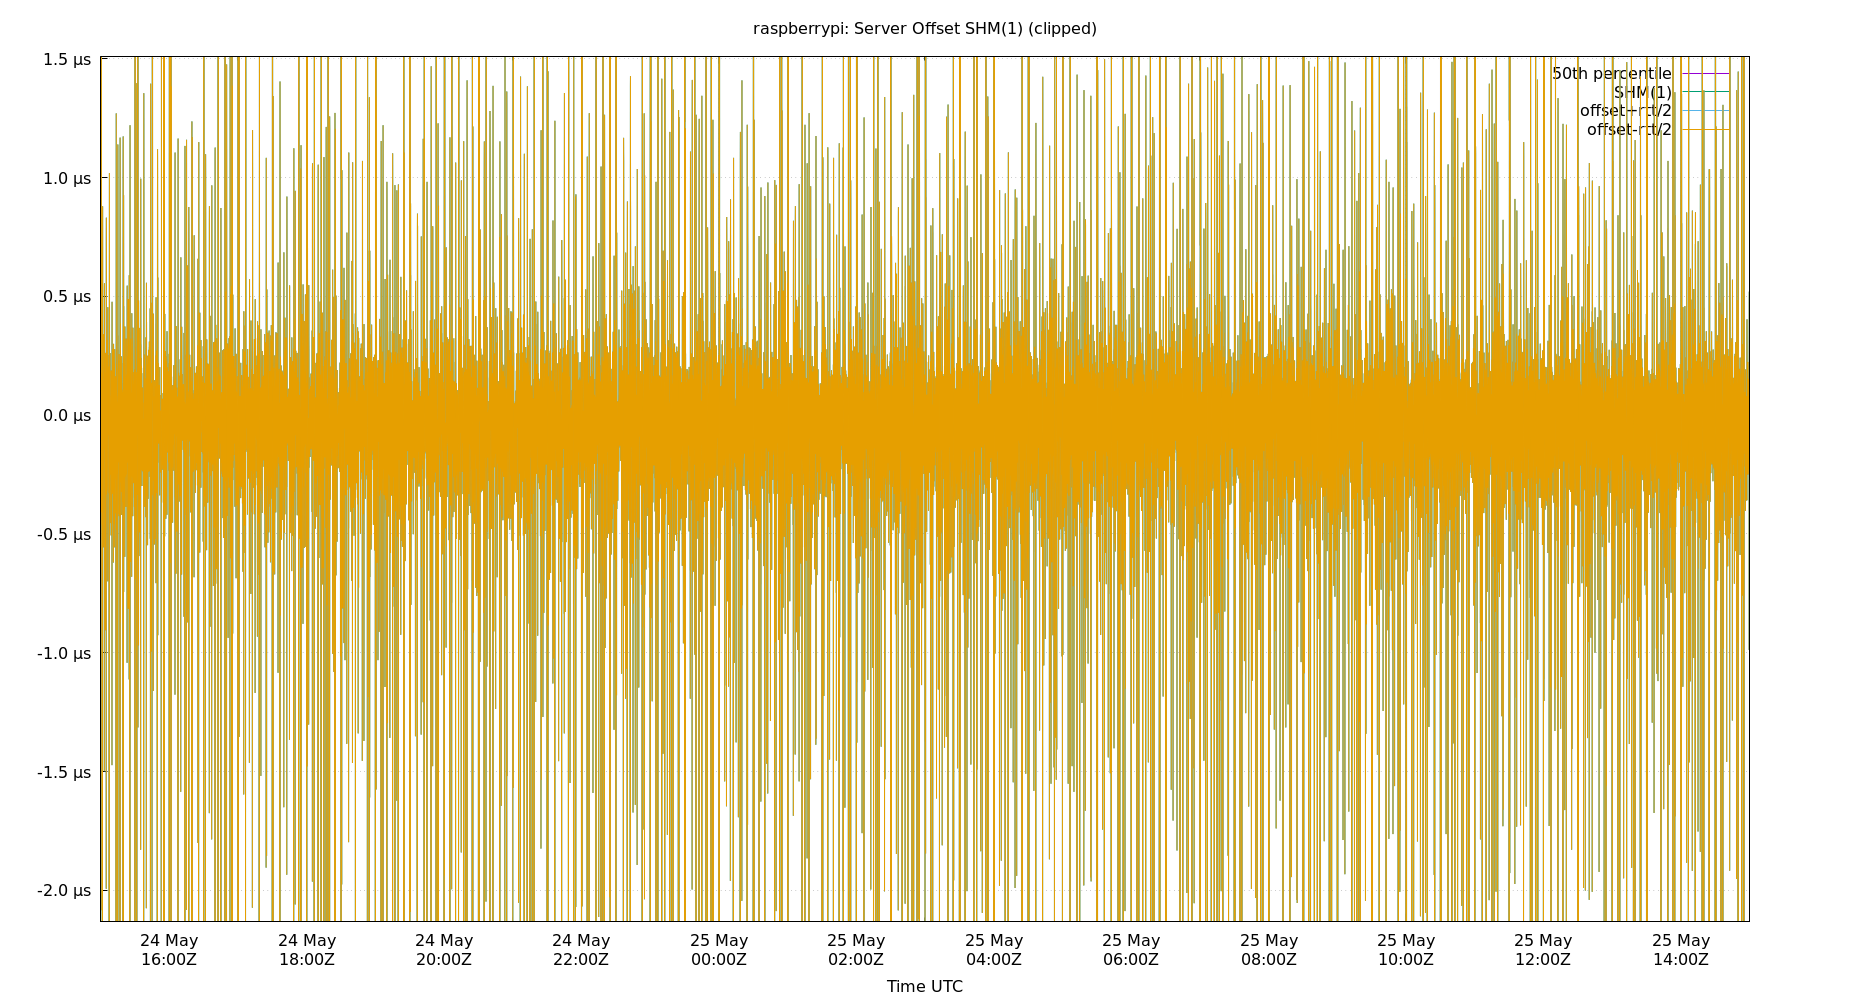 raspberrypi: Server Offset SHM(1) (clipped)
1.5 µs
1.0 µs
0.5 µs
0.0 µs
-0.5 µs
-1.0 µs
-1.5 µs
-2.0 µs
50th percentile
SHM(1)
offset+rtt/2
offset-rtt/2
24 May 24 May 24 May 24 May 25 May 25 May 25 May 25 May 25 May 25 May 25 May 25 May
16:00Z 18:00Z 20:00Z 22:00Z 00:00Z 02:00Z 04:00Z 06:00Z 08:00Z 10:00Z 12:00Z 14:00Z
Time UTC